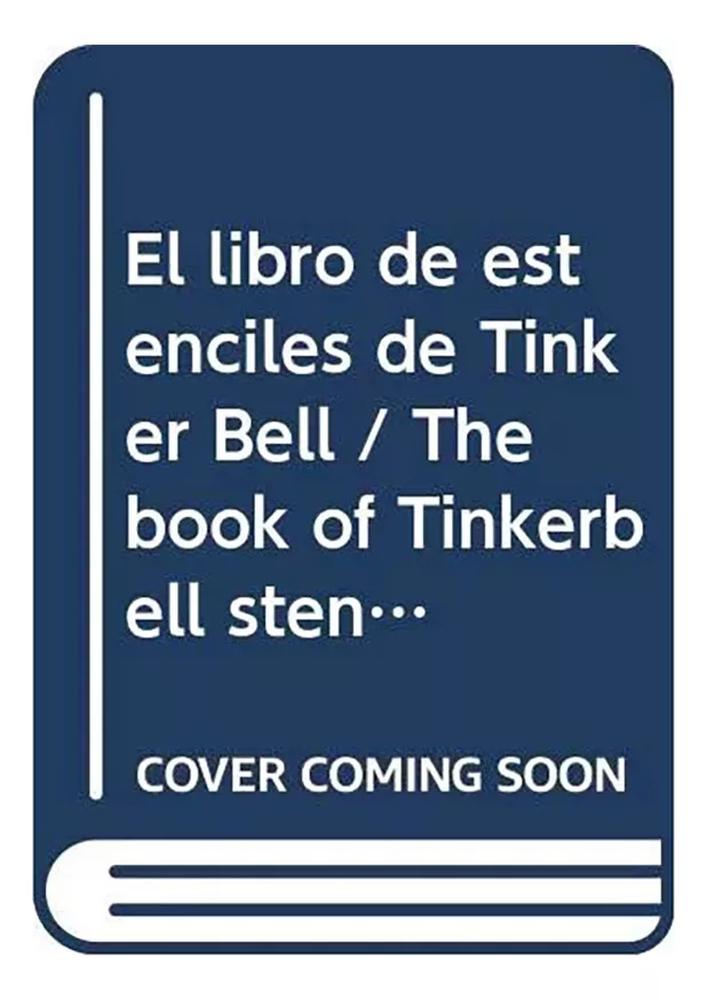 El libro de est
enciles de Tink
er Bell / The
book of Tinkerb
ell sten…
COVER COMING SOON